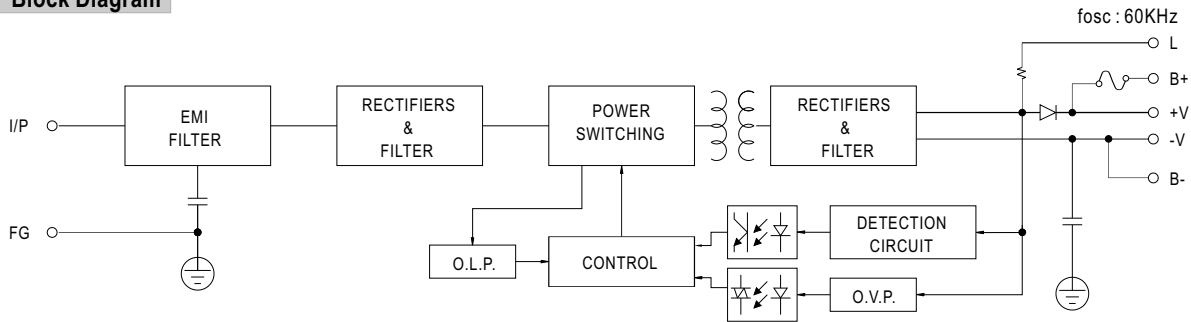 Block Diagram
fosc : 60KHz
L
B+
+V
-V
B-
I/P
EMI
FILTER
RECTIFIERS
&
FILTER
POWER
SWITCHING
RECTIFIERS
&
FILTER
FG
O.L.P.
CONTROL
DETECTION
CIRCUIT
O.V.P.